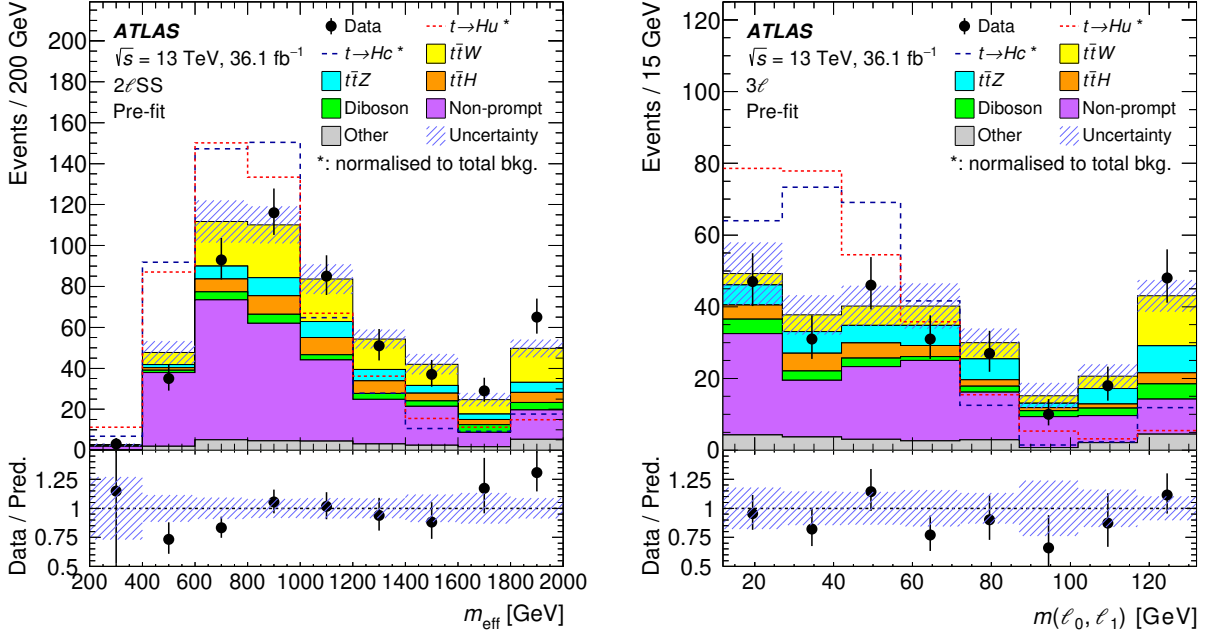 Events / 200 GeV
200
180
160
140
120
100
80
60
40
20
0
ATLAS
√s = 13 TeV, 36.1 fb⁻¹
2ℓSS
Pre-fit
Data
t→Hu *
t→Hc *
tt̄W
tt̄Z
tt̄H
Diboson
Non-prompt
Other
Uncertainty
*: normalised to total bkg.
Data / Pred.
1.25
1
0.75
0.5
200 400 600 800 1000 1200 1400 1600 1800 2000
m_eff [GeV]
Events / 15 GeV
120
100
80
60
40
20
0
ATLAS
√s = 13 TeV, 36.1 fb⁻¹
3ℓ
Pre-fit
Data
t→Hu *
t→Hc *
tt̄W
tt̄Z
tt̄H
Diboson
Non-prompt
Other
Uncertainty
*: normalised to total bkg.
Data / Pred.
1.25
1
0.75
0.5
20 40 60 80 100 120
m(ℓ₀, ℓ₁) [GeV]